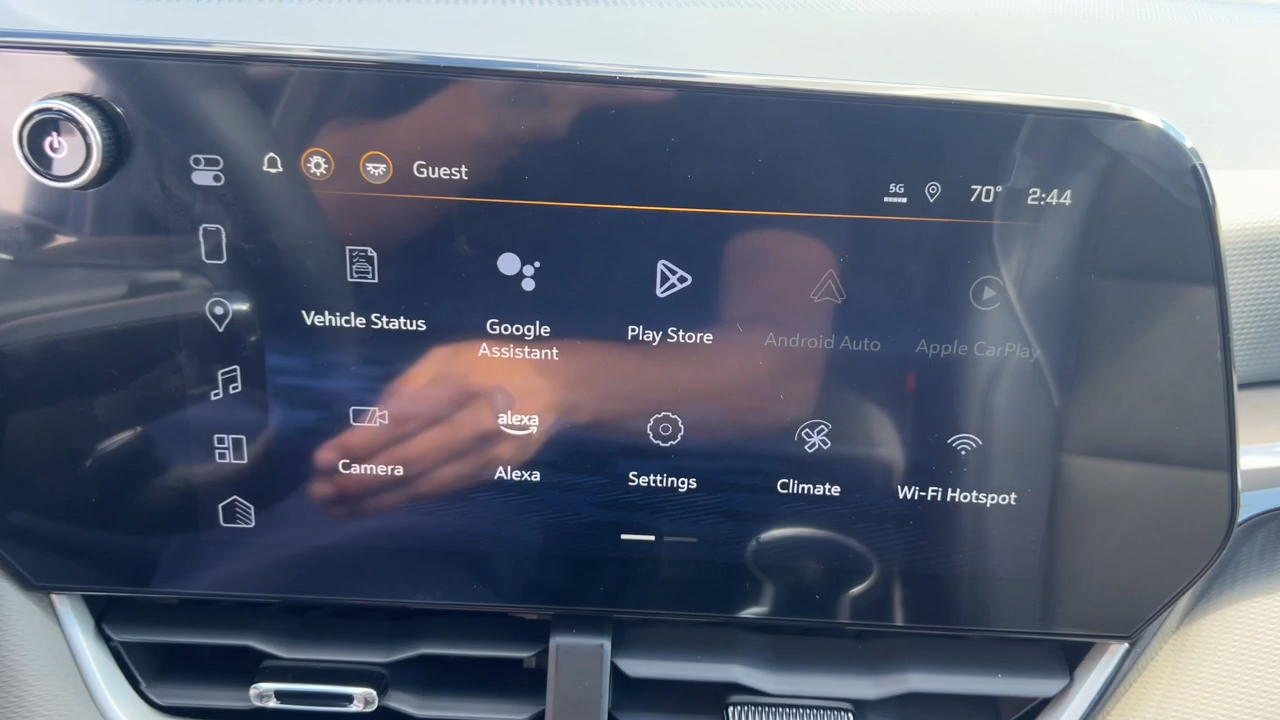 Guest
5G
70°
2:44
Vehicle Status
Google
Assistant
Play Store
Android Auto
Apple CarPlay
Camera
alexa
Alexa
Settings
Climate
Wi-Fi Hotspot